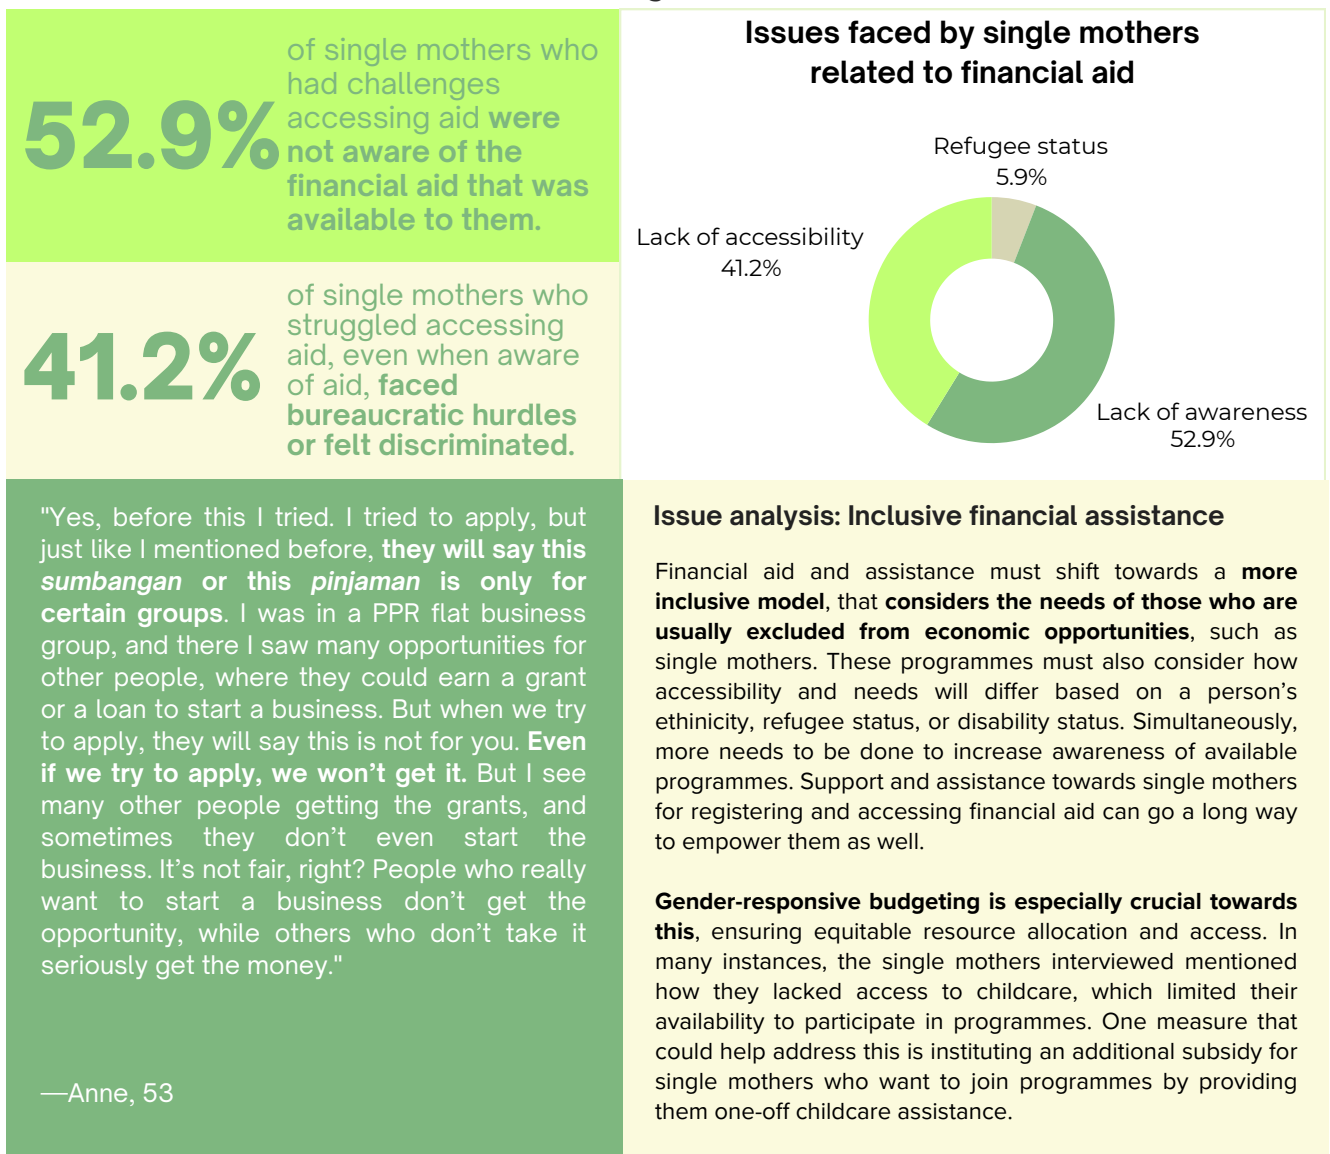 52.9%
of single mothers who
had challenges
accessing aid were
not aware of the
financial aid that was
available to them.
41.2%
of single mothers who
struggled accessing
aid, even when aware
of aid, faced
bureaucratic hurdles
or felt discriminated.
Issues faced by single mothers
related to financial aid
Refugee status
5.9%
Lack of accessibility
41.2%
Lack of awareness
52.9%
"Yes, before this I tried. I tried to apply, but
just like I mentioned before, they will say this
sumbangan or this pinjaman is only for
certain groups. I was in a PPR flat business
group, and there I saw many opportunities for
other people, where they could earn a grant
or a loan to start a business. But when we try
to apply, they will say this is not for you. Even
if we try to apply, we won't get it. But I see
many other people getting the grants, and
sometimes they don't even start the
business. It's not fair, right? People who really
want to start a business don't get the
opportunity, while others who don't take it
seriously get the money."
—Anne, 53
Issue analysis: Inclusive financial assistance
Financial aid and assistance must shift towards a more
inclusive model, that considers the needs of those who are
usually excluded from economic opportunities, such as
single mothers. These programmes must also consider how
accessibility and needs will differ based on a person's
ethinicity, refugee status, or disability status. Simultaneously,
more needs to be done to increase awareness of available
programmes. Support and assistance towards single mothers
for registering and accessing financial aid can go a long way
to empower them as well.
Gender-responsive budgeting is especially crucial towards
this, ensuring equitable resource allocation and access. In
many instances, the single mothers interviewed mentioned
how they lacked access to childcare, which limited their
availability to participate in programmes. One measure that
could help address this is instituting an additional subsidy for
single mothers who want to join programmes by providing
them one-off childcare assistance.